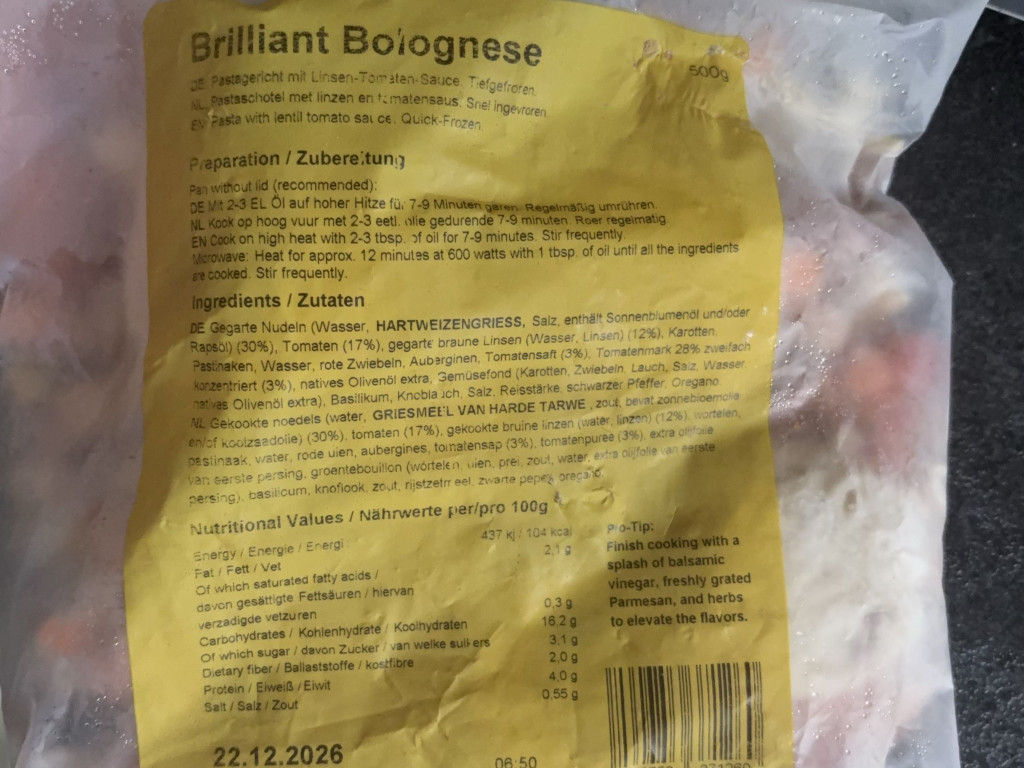 Brilliant Bolognese
500g
DE Pastagericht mit Linsen-Tomaten-Sauce. Tiefgefroren.
NL Pastaschotel met linzen en tomatensaus. Snel ingevroren.
EN Pasta with lentil tomato sauce. Quick-Frozen.
Preparation / Zubereitung
Pan without lid (recommended):
DE Mit 2-3 EL Öl auf hoher Hitze für 7-9 Minuten garen. Regelmäßig umrühren.
NL Kook op hoog vuur met 2-3 eetl. olie gedurende 7-9 minuten. Roer regelmatig.
EN Cook on high heat with 2-3 tbsp. of oil for 7-9 minutes. Stir frequently.
Microwave: Heat for approx. 12 minutes at 600 watts with 1 tbsp. of oil until all the ingredients
are cooked. Stir frequently.
Ingredients / Zutaten
DE Gegarte Nudeln (Wasser, HARTWEIZENGRIESS, Salz, enthält Sonnenblumenöl und/oder
Rapsöl) (30%), Tomaten (17%), gegarte braune Linsen (Wasser, Linsen) (12%), Karotten,
Pastinaken, Wasser, rote Zwiebeln, Auberginen, Tomatensaft (3%), Tomatenmark 28% zweifach
konzentriert (3%), natives Olivenöl extra, Gemüsefond (Karotten, Zwiebeln, Lauch, Salz, Wasser,
natives Olivenöl extra), Basilikum, Knoblauch, Salz, Reisstärke, schwarzer Pfeffer, Oregano.
NL Gekookte noedels (water, GRIESMEEL VAN HARDE TARWE, zout, bevat zonnebloemolie
en/of koolzaadolie) (30%), tomaten (17%), gekookte bruine linzen (water, linzen) (12%), wortelen,
pastinaak, water, rode uien, aubergines, tomatensap (3%), tomatenpuree (3%), extra olijfolie
van eerste persing, groentebouillon (wortelen, uien, prei, zout, water, extra olijfolie van eerste
persing), basilicum, knoflook, zout, rijstzetmeel, zwarte peper, oregano.
Nutritional Values / Nährwerte per/pro 100g
Energy / Energie / Energi 437 kj / 104 kcal
Fat / Fett / Vet 2,1 g
Of which saturated fatty acids /
davon gesättigte Fettsäuren / hiervan
verzadigde vetzuren 0,3 g
Carbohydrates / Kohlenhydrate / Koolhydraten 16,2 g
Of which sugar / davon Zucker / van welke suikers 3,1 g
Dietary fiber / Ballaststoffe / kostfibre 2,0 g
Protein / Eiweiß / Eiwit 4,0 g
Salt / Salz / Zout 0,55 g
Pro-Tip:
Finish cooking with a
splash of balsamic
vinegar, freshly grated
Parmesan, and herbs
to elevate the flavors.
22.12.2026
06:50